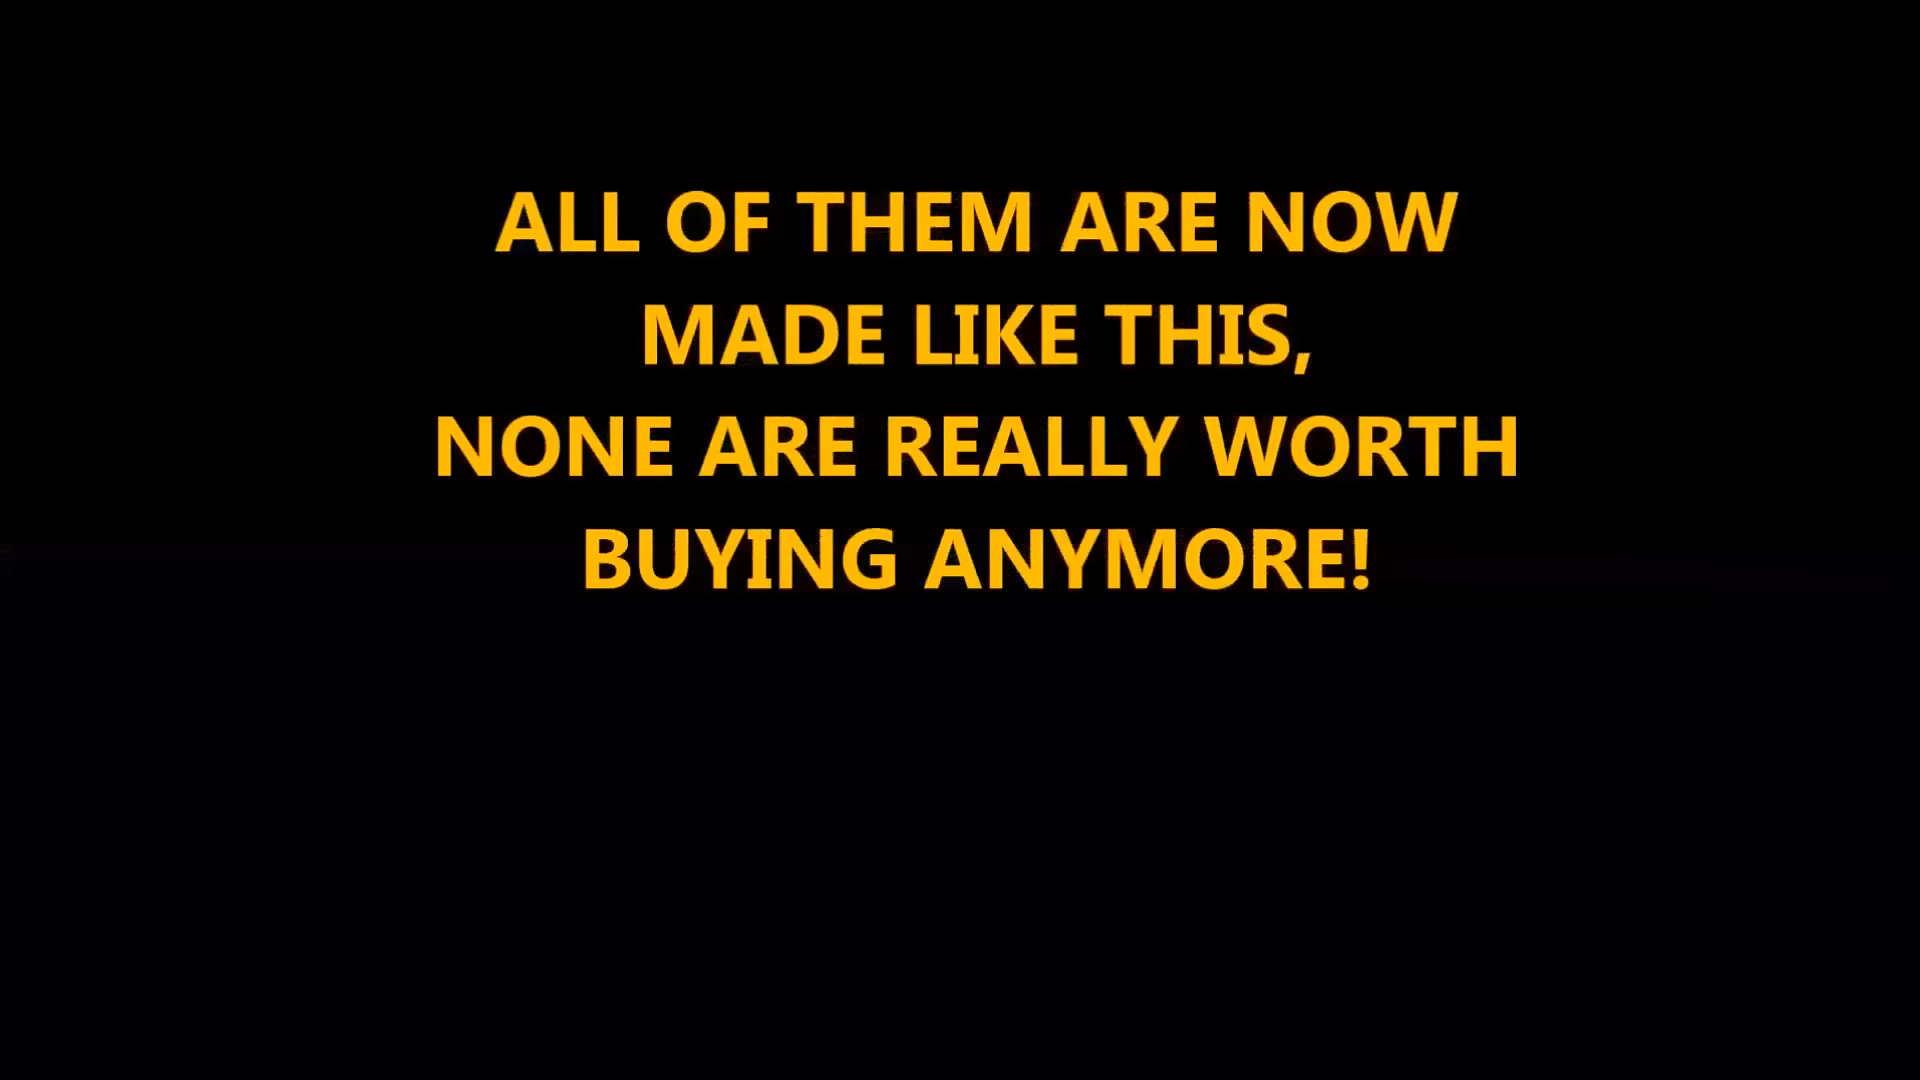 ALL OF THEM ARE NOW
MADE LIKE THIS,
NONE ARE REALLY WORTH
BUYING ANYMORE!